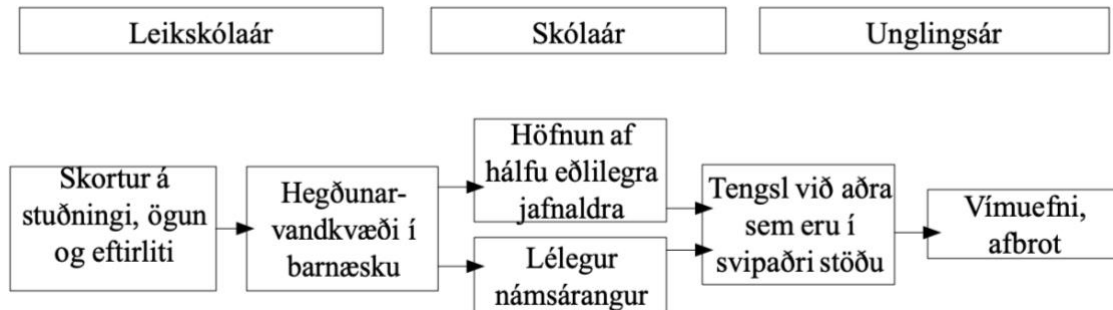 Leikskólaár
Skólaár
Unglingsár
Skortur á
stuðningi, ögun
og eftirliti
Hegðunar-
vandkvæði í
barnæsku
Höfnun af
hálfu eðlilegra
jafnaldra
Lélegur
námsárangur
Tengsl við aðra
sem eru í
svipaðri stöðu
Vímuefni,
afbrot